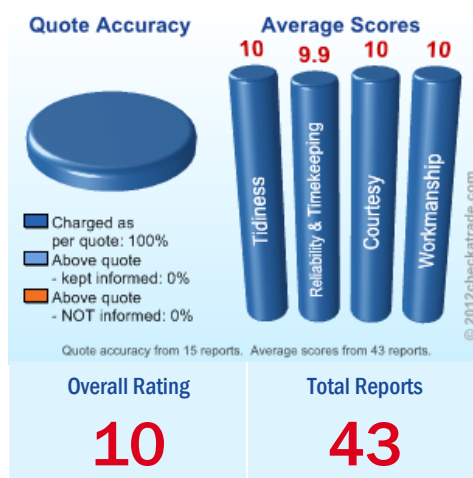 Quote Accuracy
Average Scores
10
9.9
10
10
Tidiness
Reliability & Timekeeping
Courtesy
Workmanship
Charged as
per quote: 100%
Above quote
- kept informed: 0%
Above quote
- NOT informed: 0%
© 2012checkatrade.com
Quote accuracy from 15 reports. Average scores from 43 reports.
Overall Rating
Total Reports
10
43